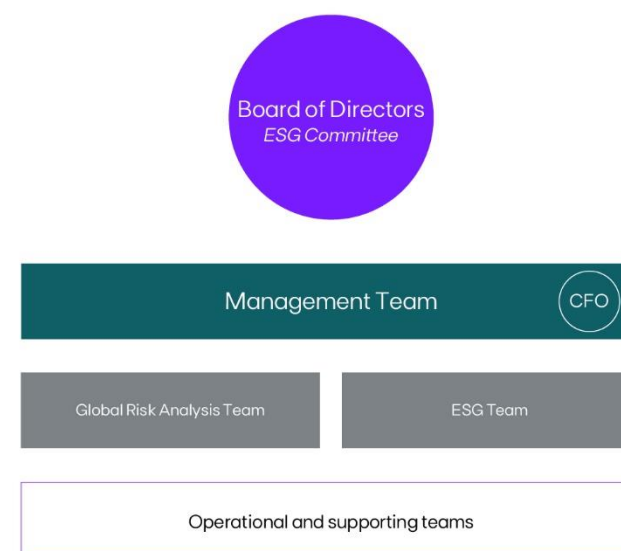 Board of Directors
ESG Committee
Management Team
CFO
Global Risk Analysis Team
ESG Team
Operational and supporting teams